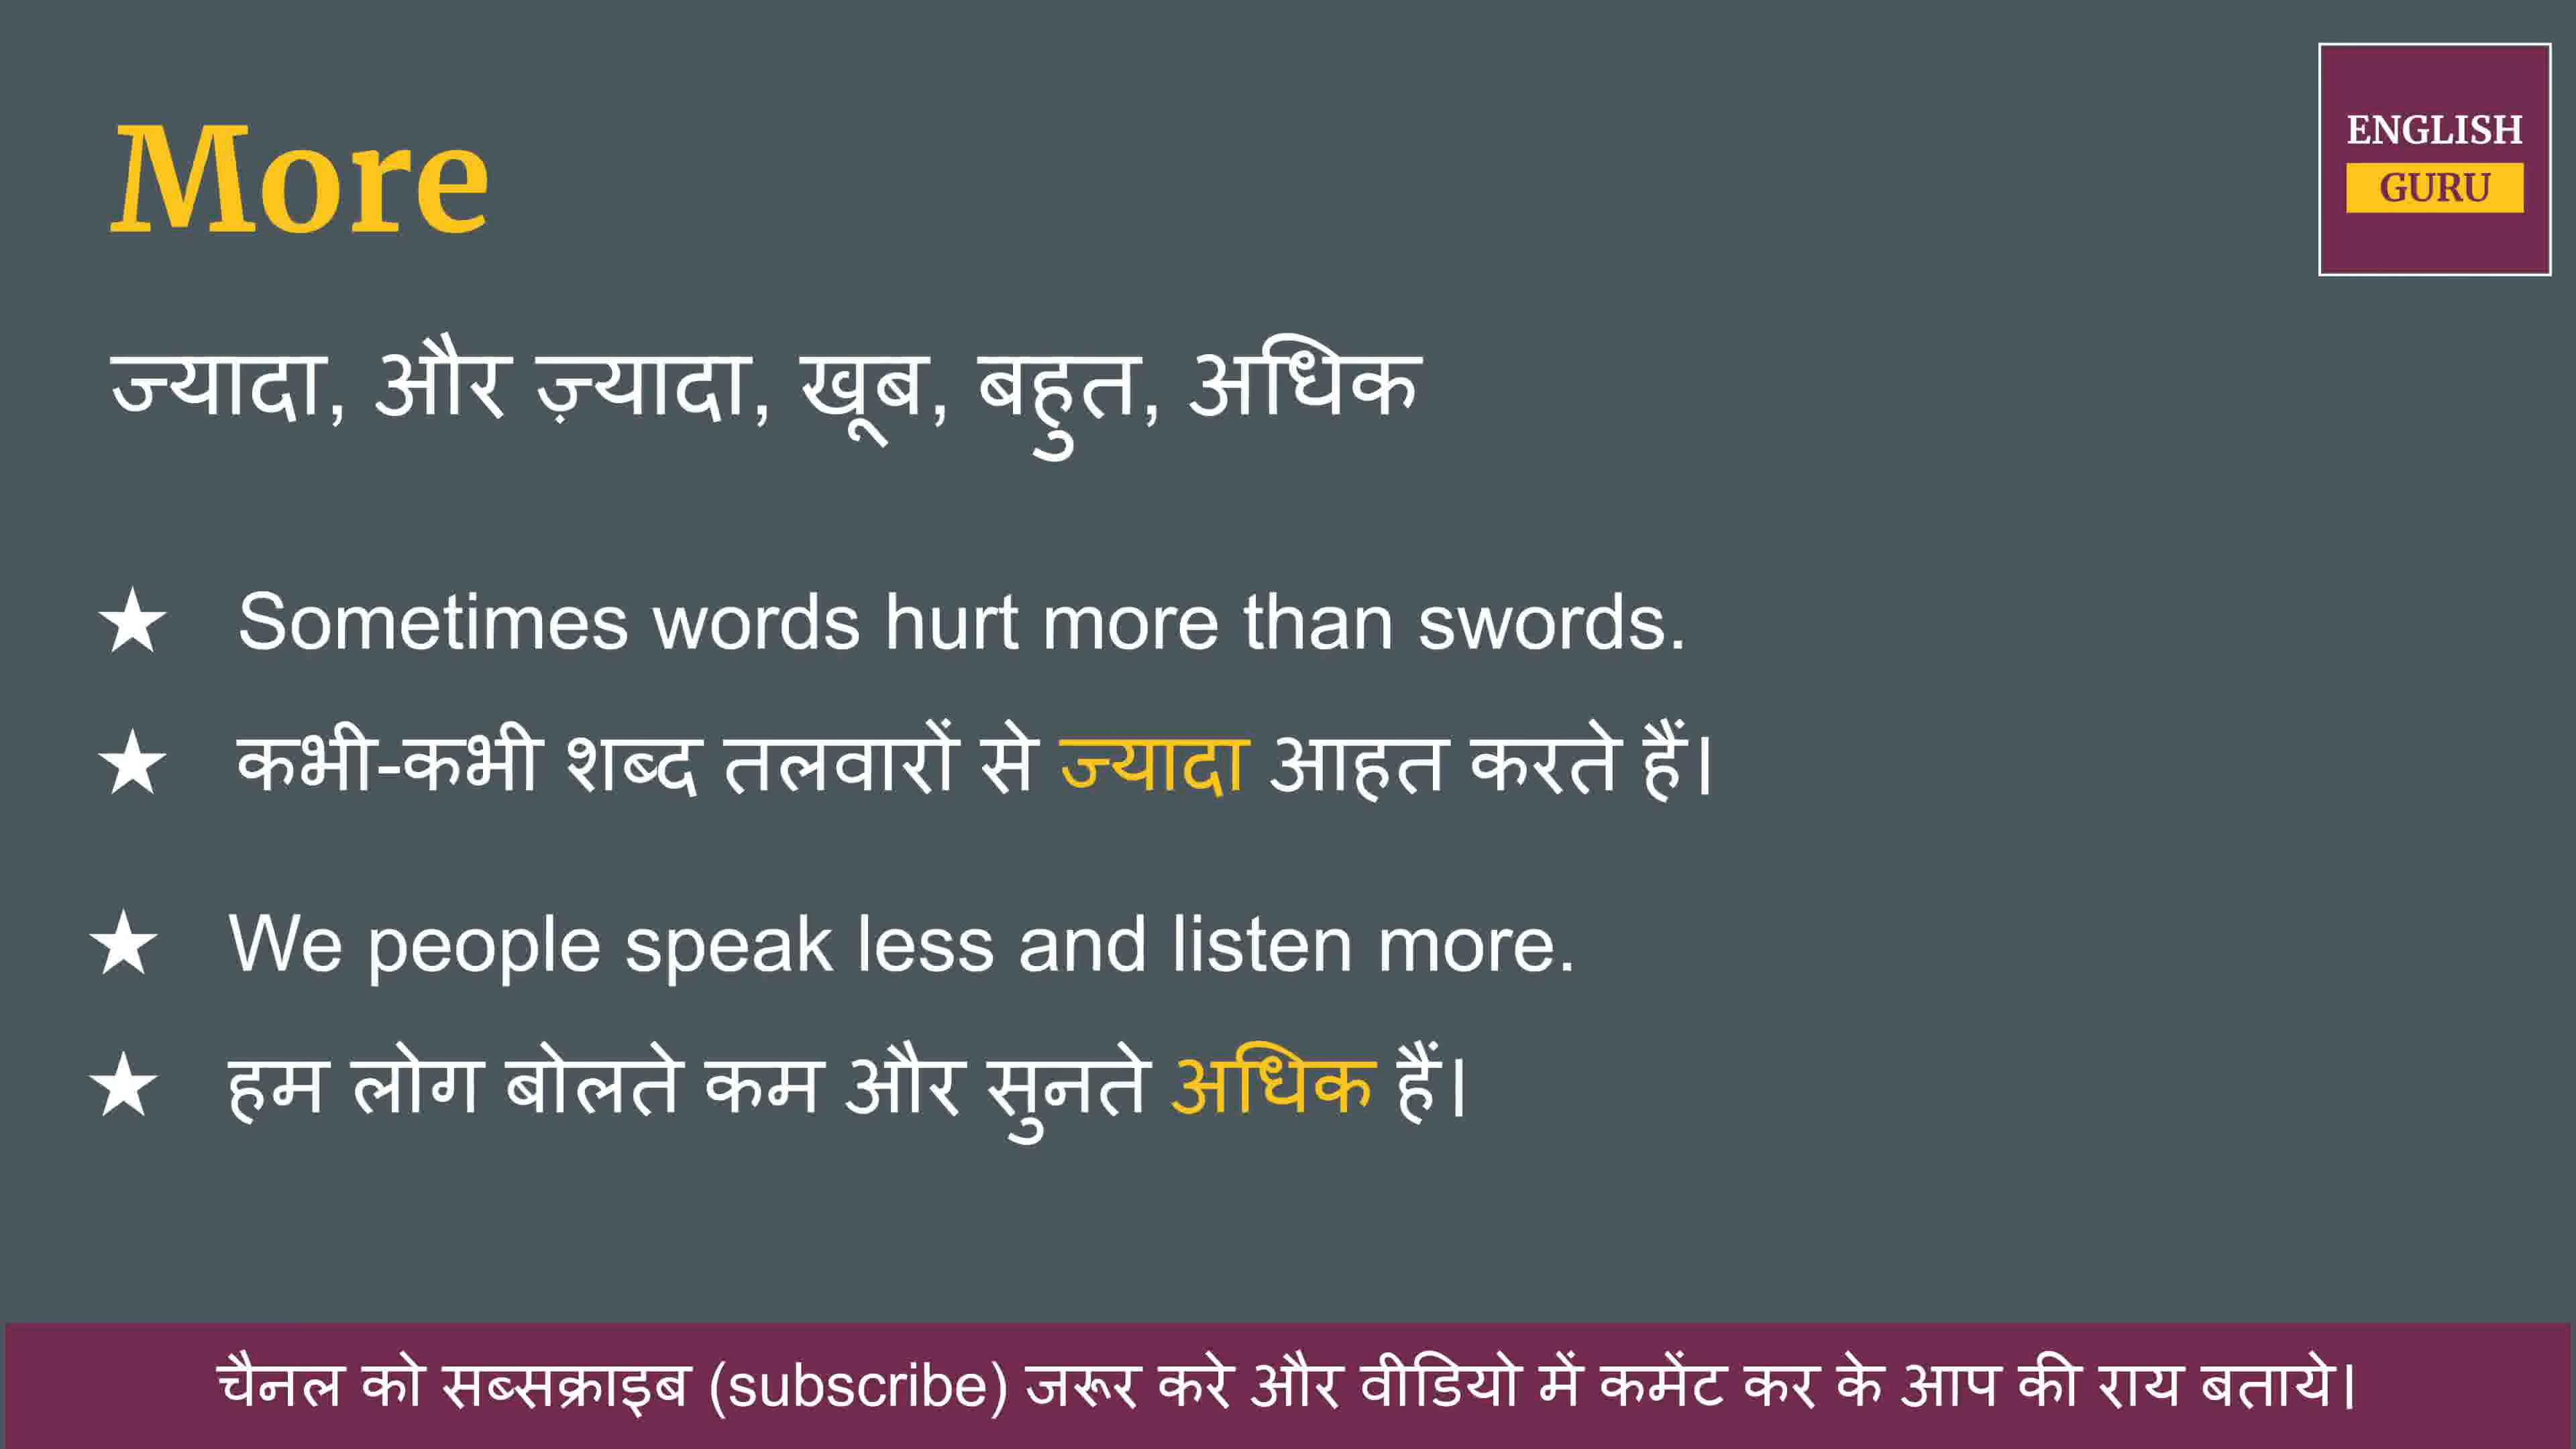 More
ENGLISH
GURU
ज्यादा, और ज़्यादा, खूब, बहुत, अधिक
★ Sometimes words hurt more than swords.
★ कभी-कभी शब्द तलवारों से ज्यादा आहत करते हैं।
★ We people speak less and listen more.
★ हम लोग बोलते कम और सुनते अधिक हैं।
चैनल को सब्सक्राइब (subscribe) जरूर करे और वीडियो में कमेंट कर के आप की राय बताये।